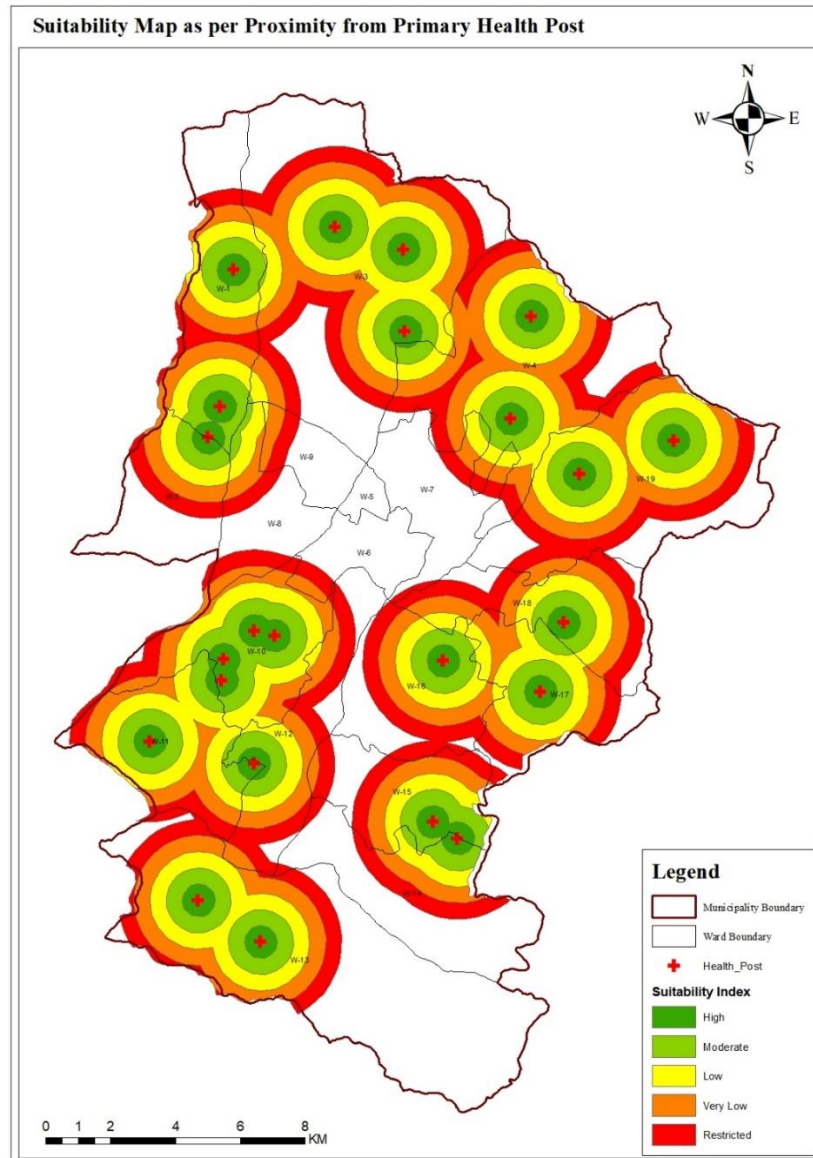 Suitability Map as per Proximity from Primary Health Post
N
W E
S
W-1
W-3
W-4
W-2
W-9
W-5
W-7
W-19
W-8
W-6
W-18
W-10
W-16
W-17
W-11
W-12
W-15
W-14
W-13
Legend
Municipality Boundary
Ward Boundary
Health_Post
Suitability Index
High
Moderate
Low
Very Low
Restricted
0 2 4 6 8
KM